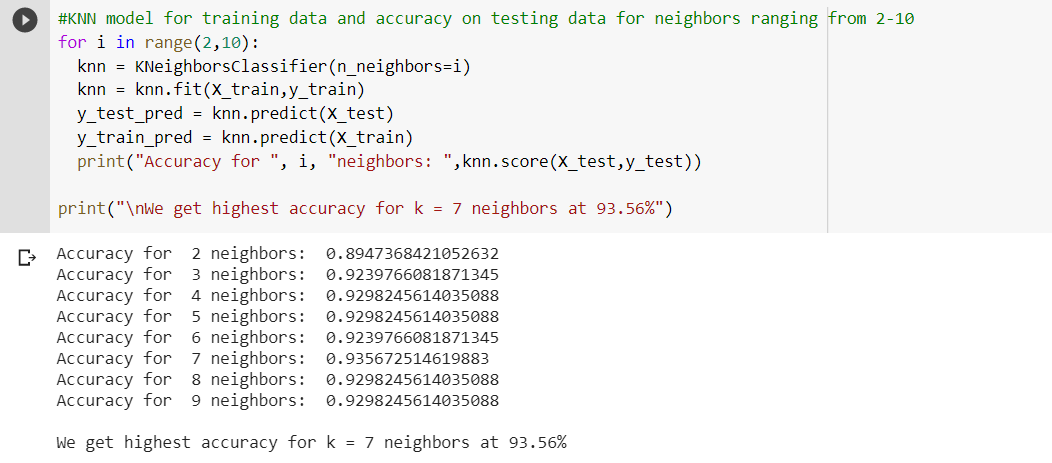 #KNN model for training data and accuracy on testing data for neighbors ranging from 2-10
for i in range(2,10):
  knn = KNeighborsClassifier(n_neighbors=i)
  knn = knn.fit(X_train,y_train)
  y_test_pred = knn.predict(X_test)
  y_train_pred = knn.predict(X_train)
  print("Accuracy for ", i, "neighbors: ",knn.score(X_test,y_test))
print("\nWe get highest accuracy for k = 7 neighbors at 93.56%")
Accuracy for  2 neighbors:  0.8947368421052632
Accuracy for  3 neighbors:  0.9239766081871345
Accuracy for  4 neighbors:  0.9298245614035088
Accuracy for  5 neighbors:  0.9298245614035088
Accuracy for  6 neighbors:  0.9239766081871345
Accuracy for  7 neighbors:  0.935672514619883
Accuracy for  8 neighbors:  0.9298245614035088
Accuracy for  9 neighbors:  0.9298245614035088
We get highest accuracy for k = 7 neighbors at 93.56%